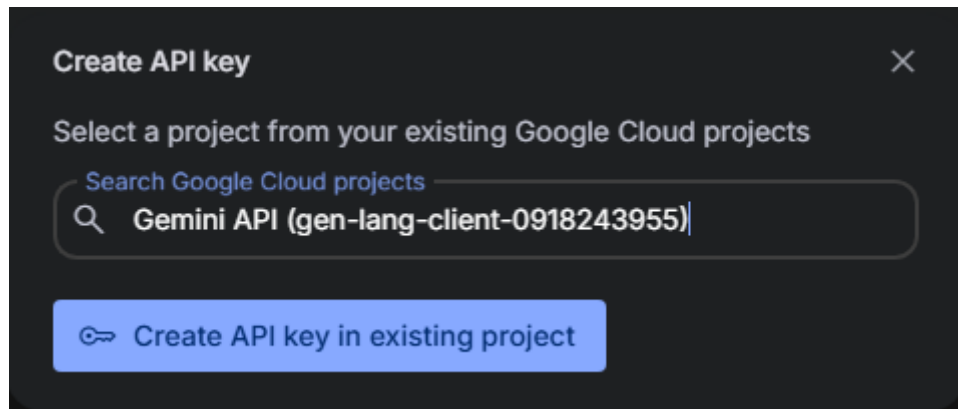 Create API key
Select a project from your existing Google Cloud projects
Search Google Cloud projects
Gemini API (gen-lang-client-0918243955)
Create API key in existing project